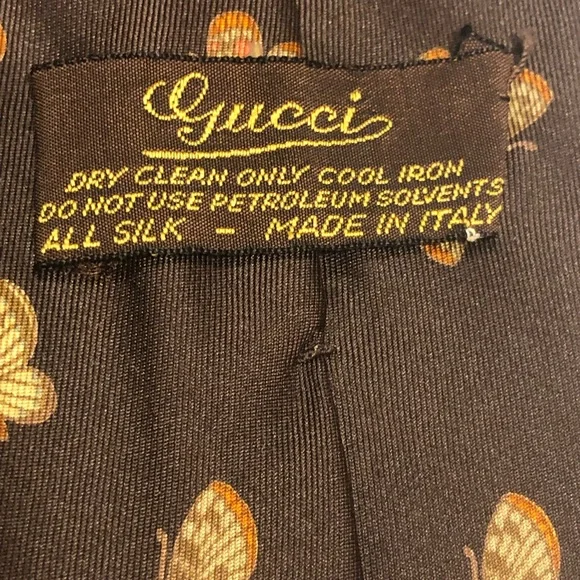 Gucci
DRY CLEAN ONLY COOL IRON
DO NOT USE PETROLEUM SOLVENTS
ALL SILK - MADE IN ITALY